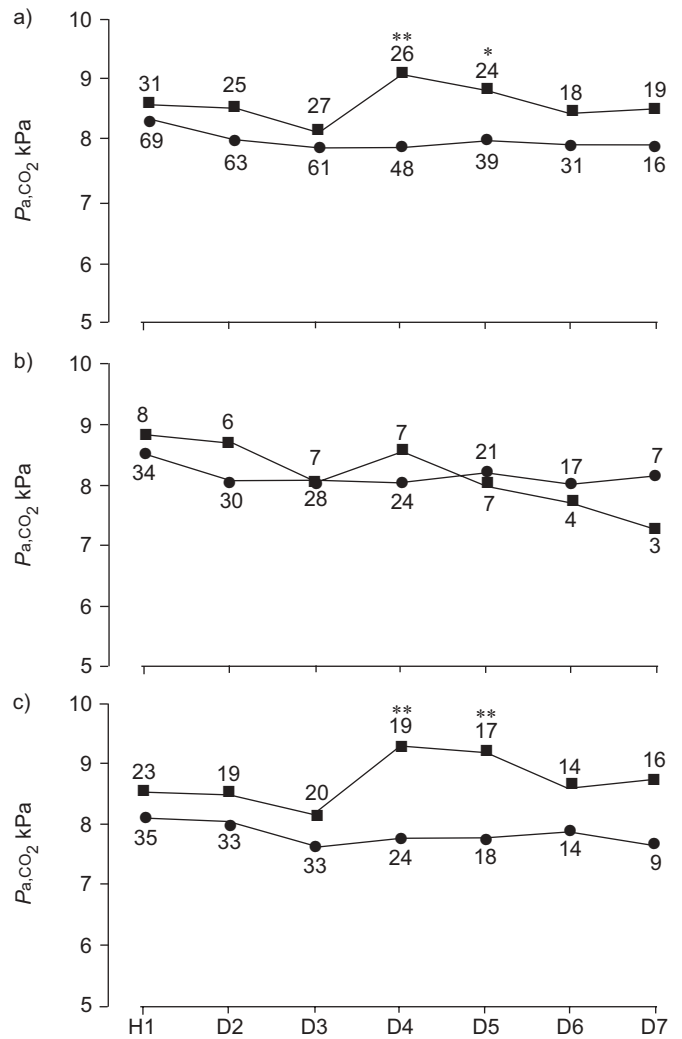 a)
10
9
8
7
6
5
Pa,CO2 kPa
** *
31 25 27 26 24 18 19
69 63 61 48 39 31 16
b)
10
9
8
7
6
5
Pa,CO2 kPa
8 6 7 7 21 17 7
34 30 28 24 7 4 3
c)
10
9
8
7
6
5
Pa,CO2 kPa
** **
23 19 20 19 17 14 16
35 33 33 24 18 14 9
H1 D2 D3 D4 D5 D6 D7